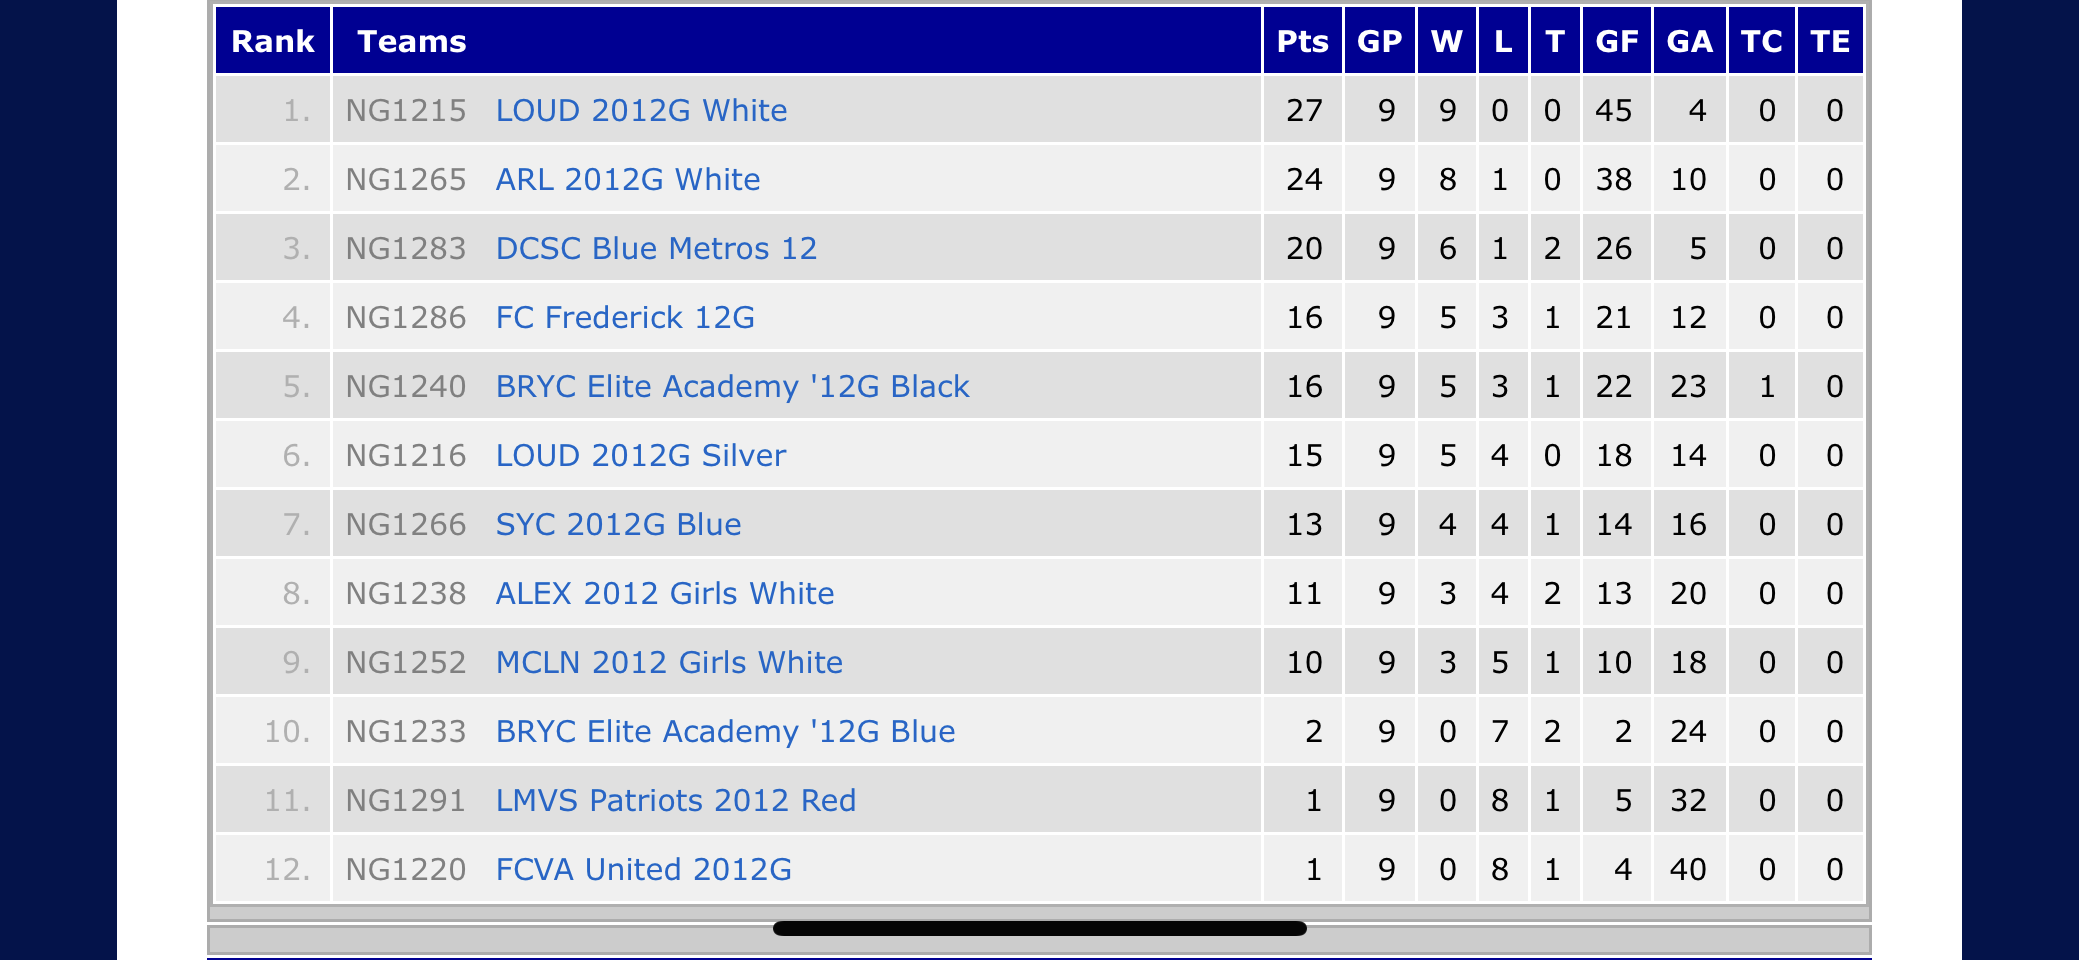 Rank Teams Pts GP W L T GF GA TC TE
1. NG1215 LOUD 2012G White 27 9 9 0 0 45 4 0 0
2. NG1265 ARL 2012G White 24 9 8 1 0 38 10 0 0
3. NG1283 DCSC Blue Metros 12 20 9 6 1 2 26 5 0 0
4. NG1286 FC Frederick 12G 16 9 5 3 1 21 12 0 0
5. NG1240 BRYC Elite Academy '12G Black 16 9 5 3 1 22 23 1 0
6. NG1216 LOUD 2012G Silver 15 9 5 4 0 18 14 0 0
7. NG1266 SYC 2012G Blue 13 9 4 4 1 14 16 0 0
8. NG1238 ALEX 2012 Girls White 11 9 3 4 2 13 20 0 0
9. NG1252 MCLN 2012 Girls White 10 9 3 5 1 10 18 0 0
10. NG1233 BRYC Elite Academy '12G Blue 2 9 0 7 2 2 24 0 0
11. NG1291 LMVS Patriots 2012 Red 1 9 0 8 1 5 32 0 0
12. NG1220 FCVA United 2012G 1 9 0 8 1 4 40 0 0